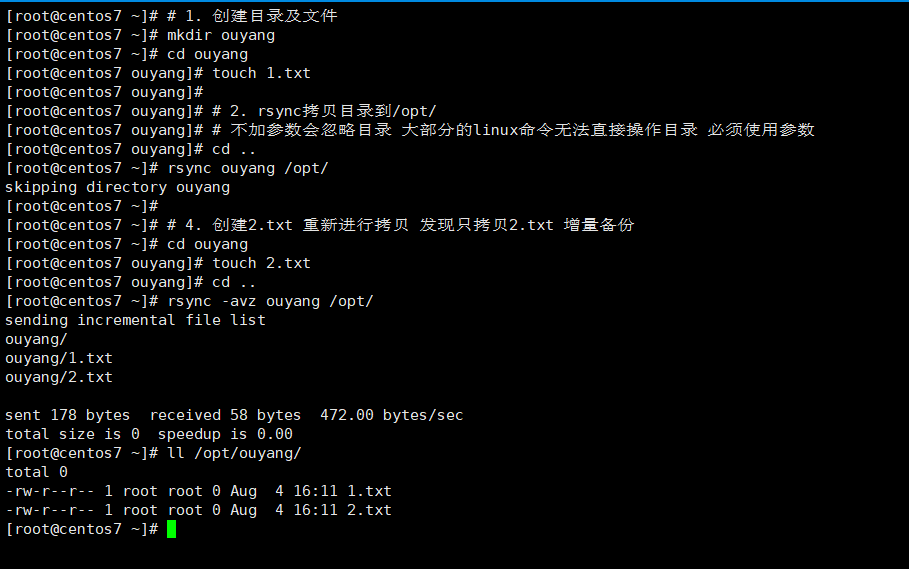 [root@centos7 ~]# # 1. 创建目录及文件
[root@centos7 ~]# mkdir ouyang
[root@centos7 ~]# cd ouyang
[root@centos7 ouyang]# touch 1.txt
[root@centos7 ouyang]#
[root@centos7 ouyang]# # 2. rsync拷贝目录到/opt/
[root@centos7 ouyang]# # 不加参数会忽略目录 大部分的linux命令无法直接操作目录 必须使用参数
[root@centos7 ouyang]# cd ..
[root@centos7 ~]# rsync ouyang /opt/
skipping directory ouyang
[root@centos7 ~]#
[root@centos7 ~]# # 4. 创建2.txt 重新进行拷贝 发现只拷贝2.txt 增量备份
[root@centos7 ~]# cd ouyang
[root@centos7 ouyang]# touch 2.txt
[root@centos7 ouyang]# cd ..
[root@centos7 ~]# rsync -avz ouyang /opt/
sending incremental file list
ouyang/
ouyang/1.txt
ouyang/2.txt

sent 178 bytes  received 58 bytes  472.00 bytes/sec
total size is 0  speedup is 0.00
[root@centos7 ~]# ll /opt/ouyang/
total 0
-rw-r--r-- 1 root root 0 Aug  4 16:11 1.txt
-rw-r--r-- 1 root root 0 Aug  4 16:11 2.txt
[root@centos7 ~]#